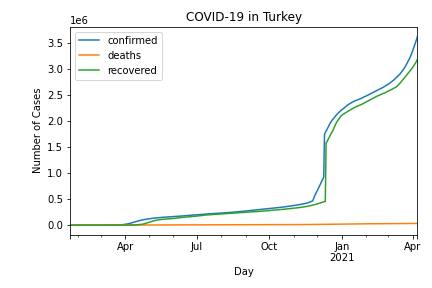 COVID-19 in Turkey
1e6
confirmed
deaths
recovered
3.5
3.0
2.5
2.0
1.5
1.0
0.5
0.0
Number of Cases
Apr
Jul
Oct
Jan
2021
Apr
Day